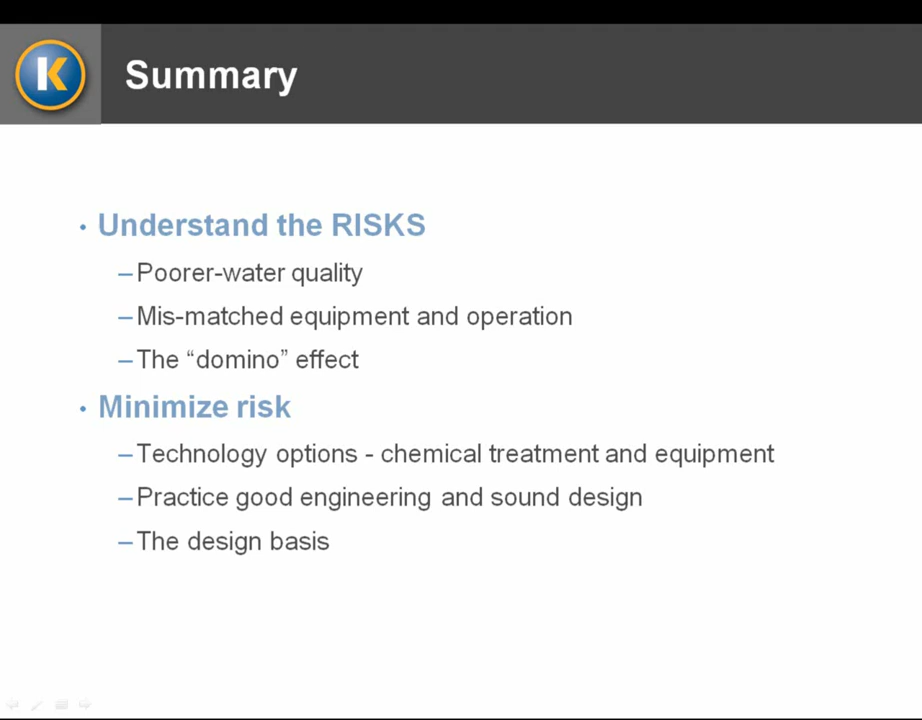 K
Summary
• Understand the RISKS
– Poorer-water quality
– Mis-matched equipment and operation
– The “domino” effect
• Minimize risk
– Technology options - chemical treatment and equipment
– Practice good engineering and sound design
– The design basis